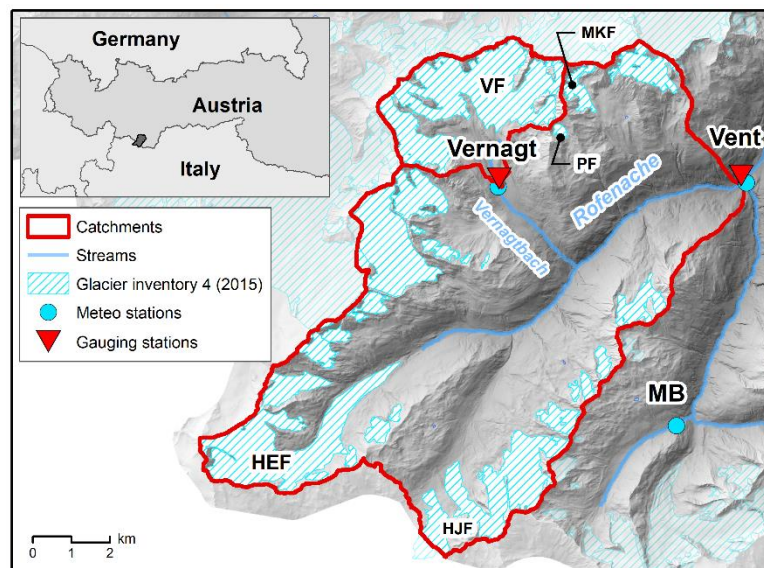 Germany
Austria
Italy
Catchments
Streams
Glacier inventory 4 (2015)
Meteo stations
Gauging stations
MKF
VF
Vernagt
PF
Vent
Rofenache
Vernagtbach
MB
HEF
HJF
0 1 2 km